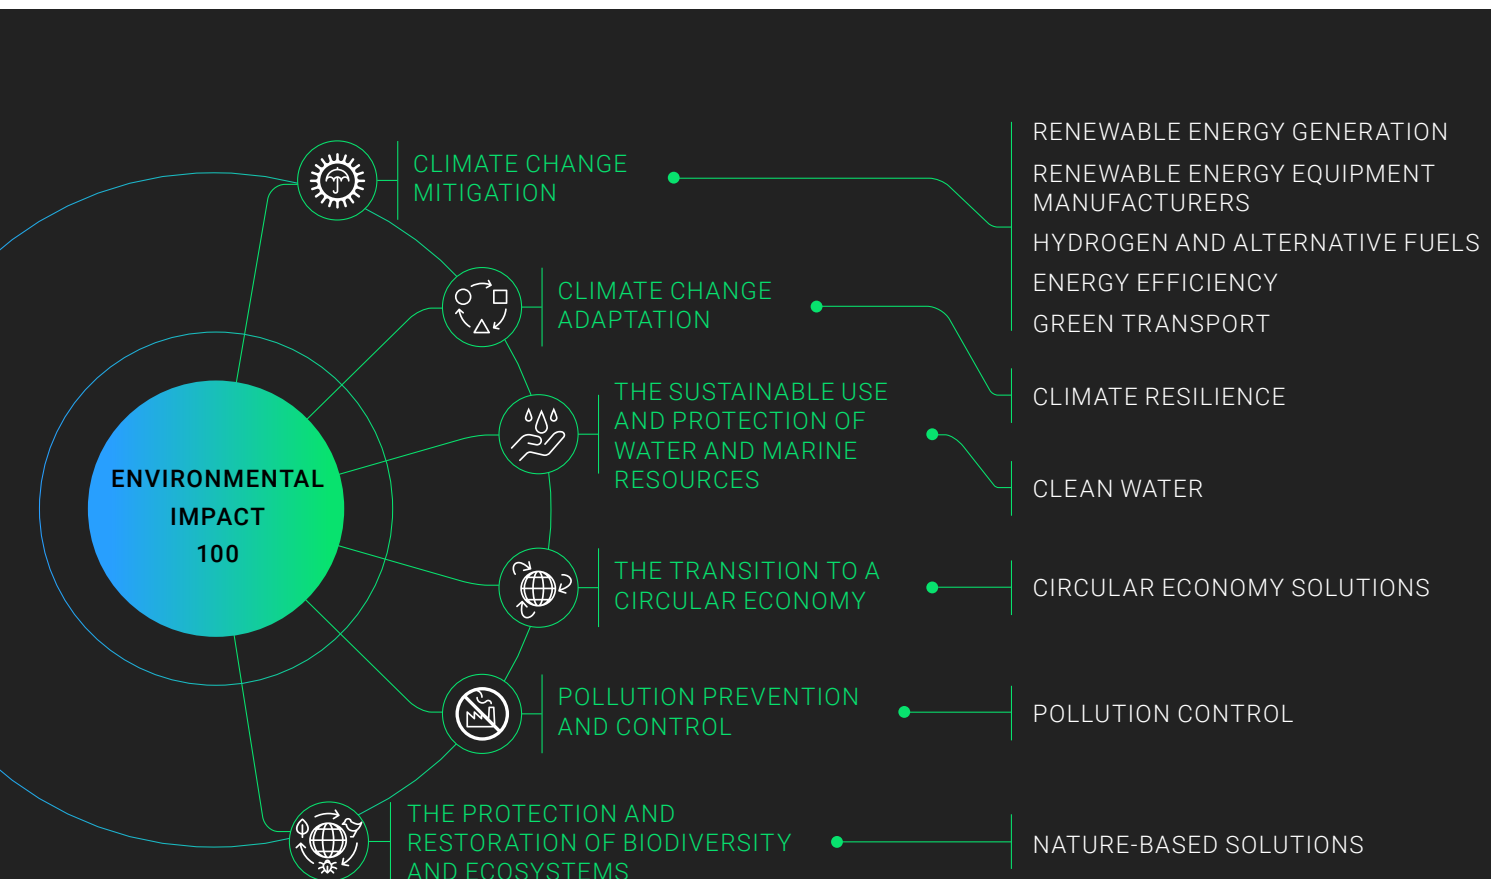 ENVIRONMENTAL
IMPACT
100
CLIMATE CHANGE
MITIGATION
RENEWABLE ENERGY GENERATION
RENEWABLE ENERGY EQUIPMENT
MANUFACTURERS
HYDROGEN AND ALTERNATIVE FUELS
ENERGY EFFICIENCY
GREEN TRANSPORT
CLIMATE CHANGE
ADAPTATION
CLIMATE RESILIENCE
THE SUSTAINABLE USE
AND PROTECTION OF
WATER AND MARINE
RESOURCES
CLEAN WATER
THE TRANSITION TO A
CIRCULAR ECONOMY
CIRCULAR ECONOMY SOLUTIONS
POLLUTION PREVENTION
AND CONTROL
POLLUTION CONTROL
THE PROTECTION AND
RESTORATION OF BIODIVERSITY
AND ECOSYSTEMS
NATURE-BASED SOLUTIONS